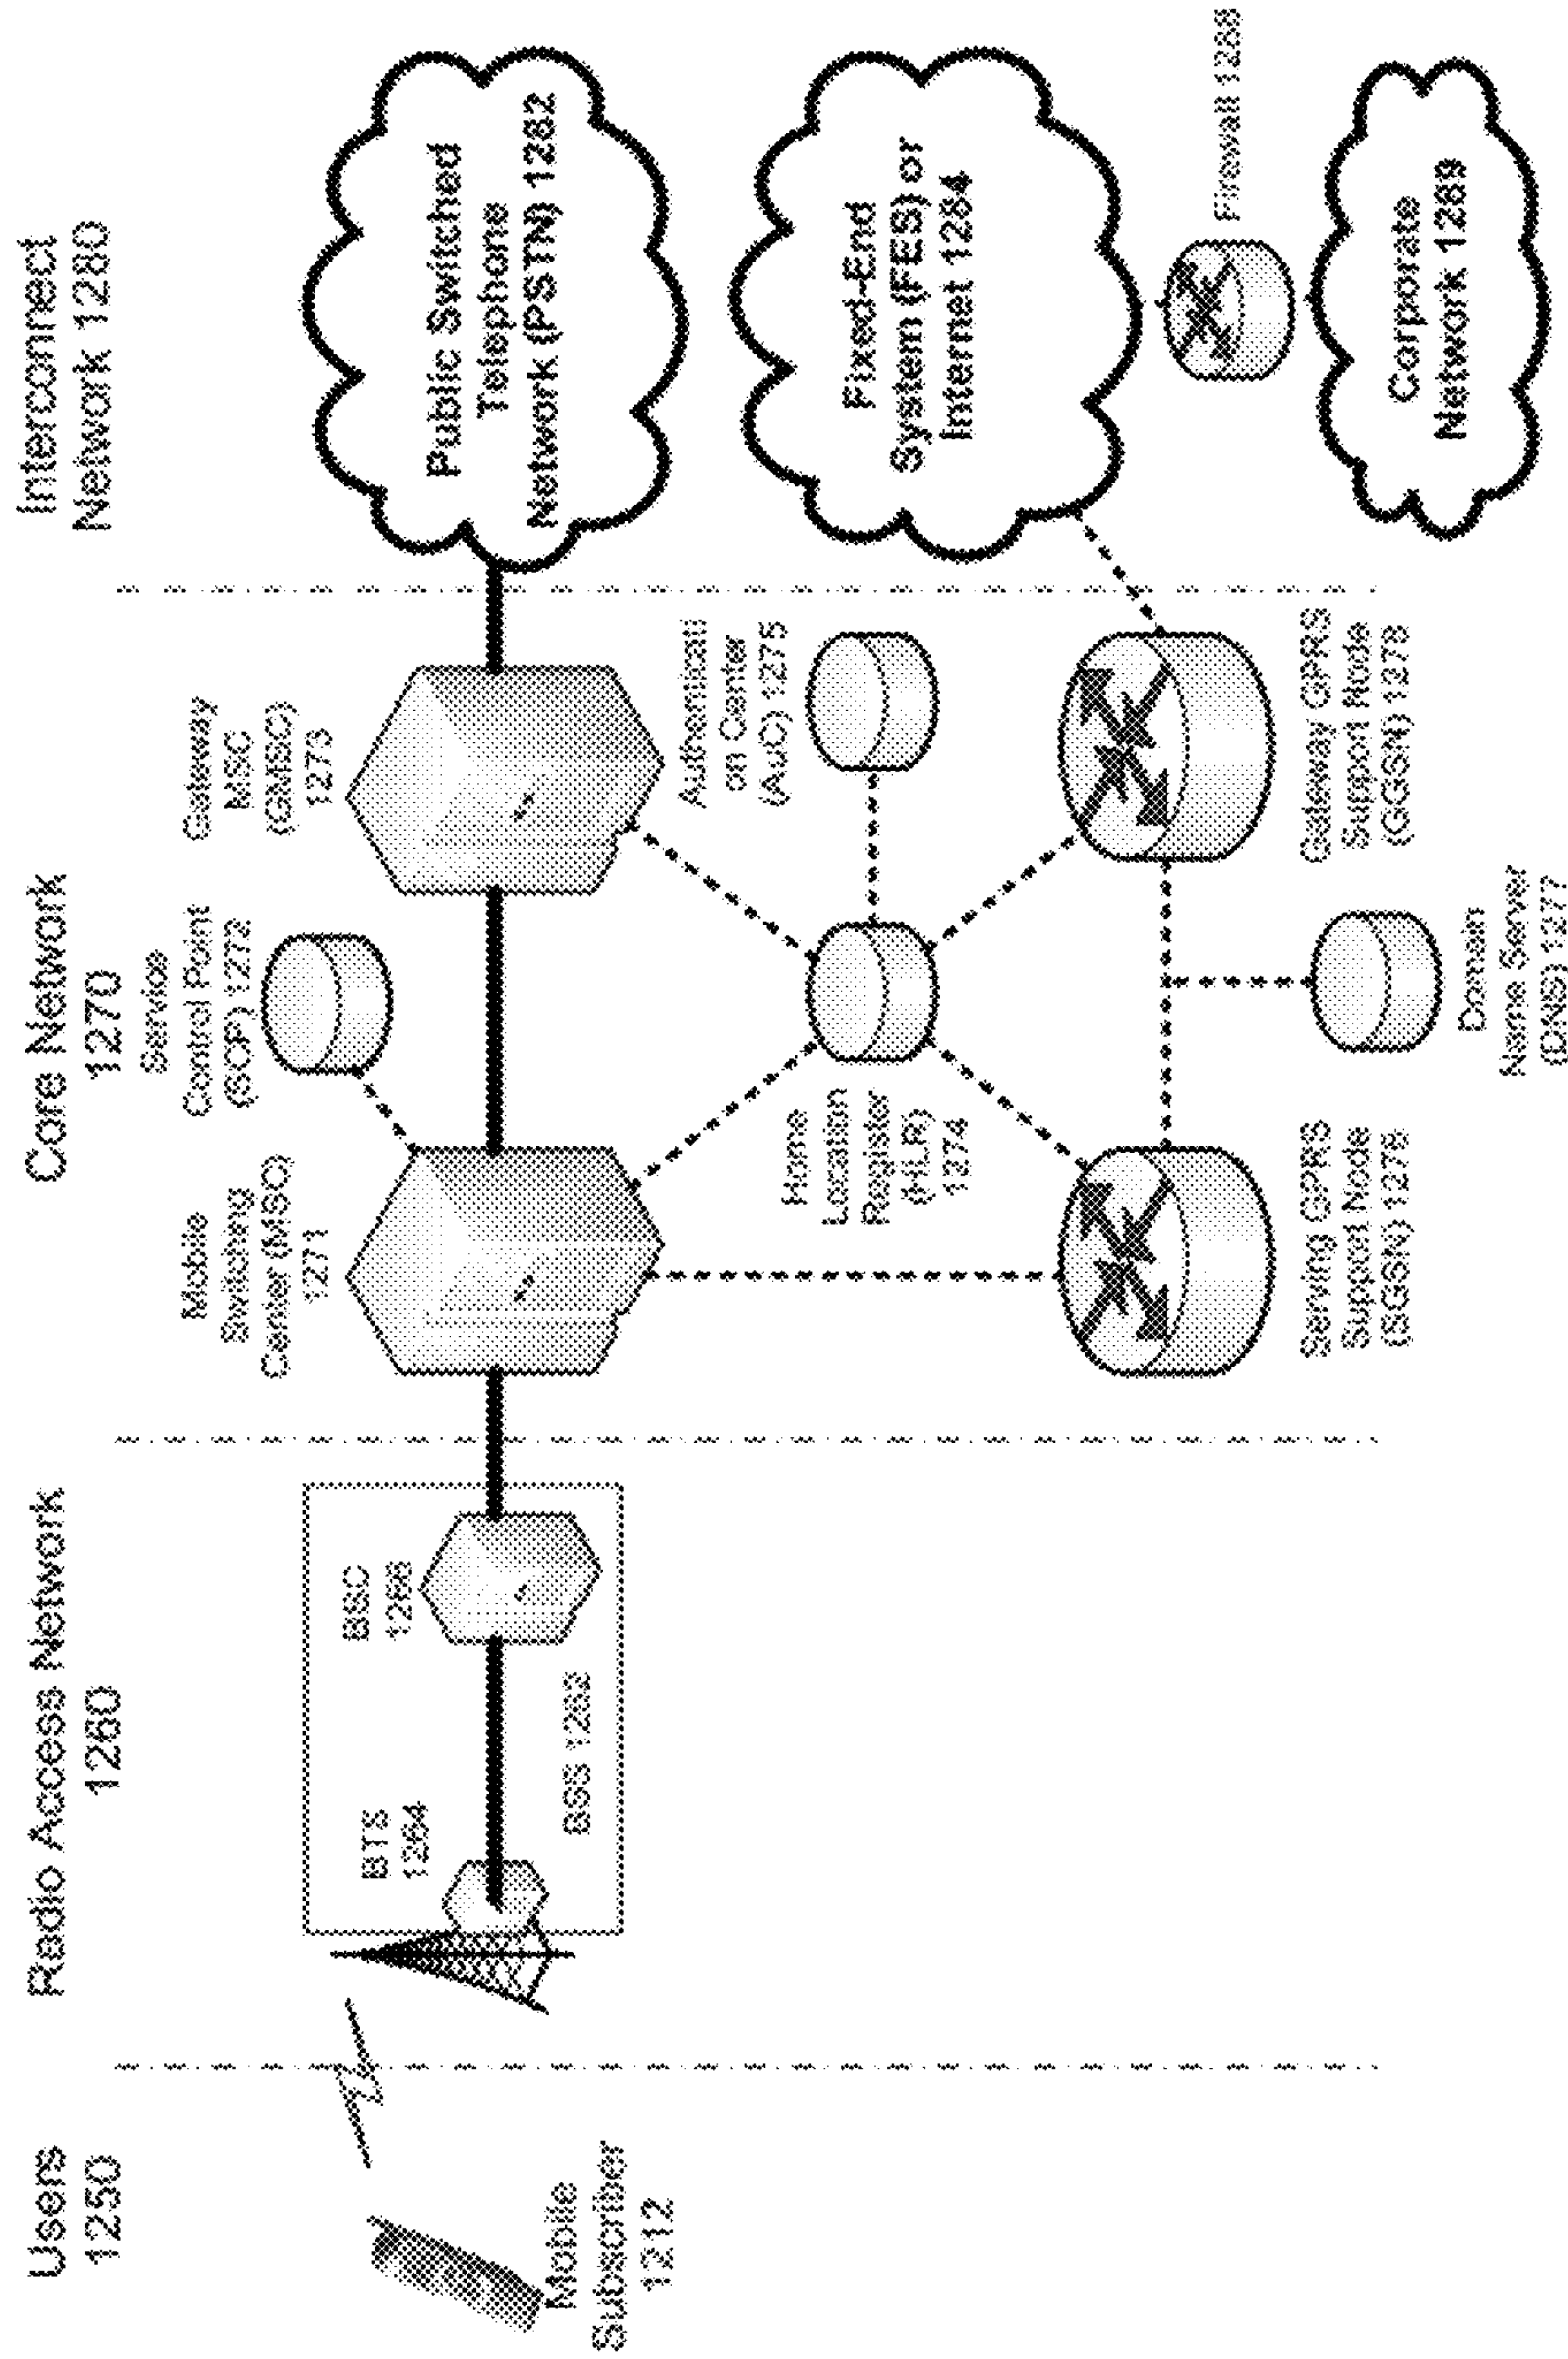 Users
1250
Radio Access Network
1260
Core Network
1270
Interconnect
Network 1280
Mobile
Subscriber
1212
BTS
1264
BSC
1266
BSS 1262
Mobile
Switching
Center (MSC)
1271
Service
Control Point
(SCP) 1272
Gateway
MSC
(GMSC)
1273
Home
Location
Register
(HLR)
1274
Authenticati
on Center
(AuC) 1275
Serving GPRS
Support Node
(SGSN) 1276
Domain
Name Server
(DNS) 1277
Gateway GPRS
Support Node
(GGSN) 1278
Public Switched
Telephone
Network (PSTN) 1282
Fixed-End
System (FES) or
Internet 1284
Firewall 1288
Corporate
Network 1289